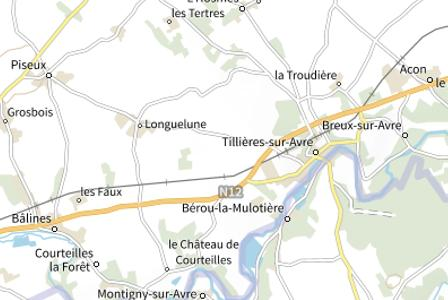 les Tertres
Piseux
la Troudière
Acon
le
Grosbois
Longuelune
Breux-sur-Avre
Tillières-sur-Avre
les Faux
N12
Bâlines
Bérou-la-Mulotière
Courteilles
la Forêt
le Château de
Courteilles
Montigny-sur-Avre